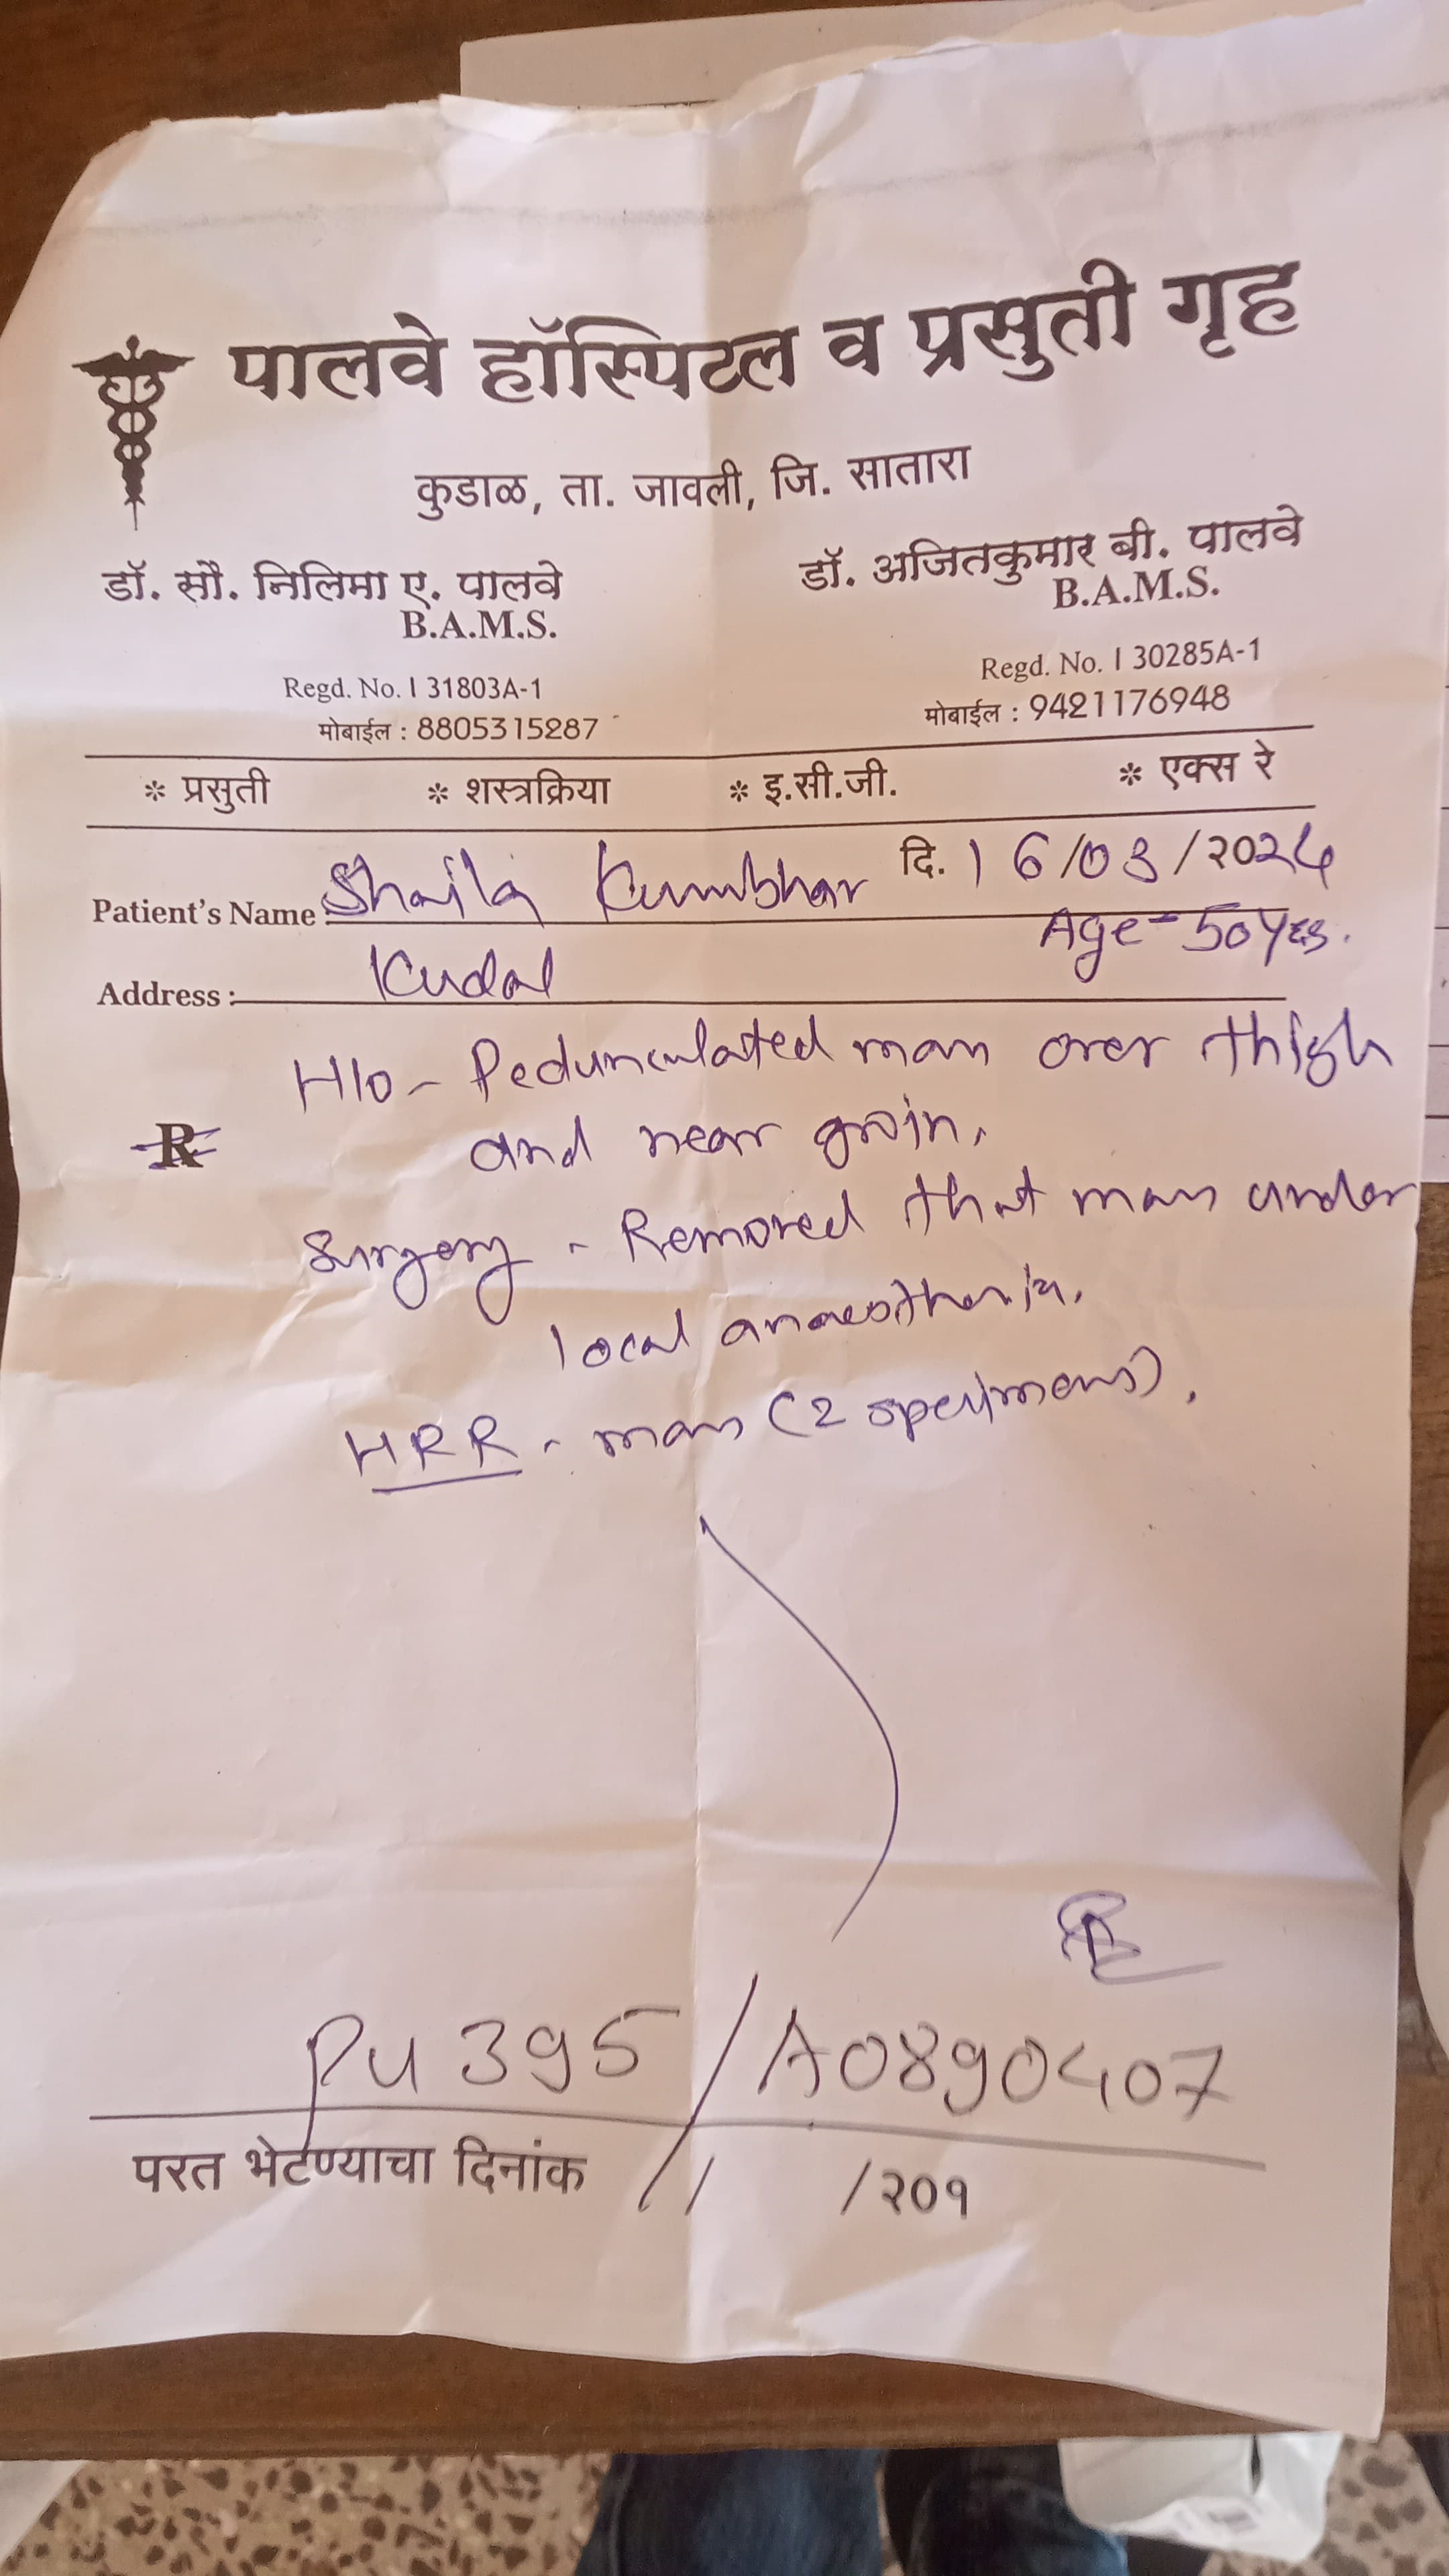 पालवे हॉस्पिटल व प्रसुती गृह
कुडाळ, ता. जावली, जि. सातारा
डॉ. सौ. निलिमा ए. पालवे
B.A.M.S.
Regd. No. I 31803A-1
मोबाईल : 8805315287
डॉ. अजितकुमार बी. पालवे
B.A.M.S.
Regd. No. I 30285A-1
मोबाईल : 9421176948
* प्रसुती * शस्त्रक्रिया * इ.सी.जी. * एक्स रे
दि. 16/03/२०24
Patient's Name Shaila Kumbhar
Age - 50 yrs.
Address : Kudal
H/O - Pedunculated mass over thigh
R and near groin.
Surgery - Removed that mass under
local anaesthesia.
HRR - mass (2 specimens).
PU 395 / A0890407
परत भेटण्याचा दिनांक / /२०१